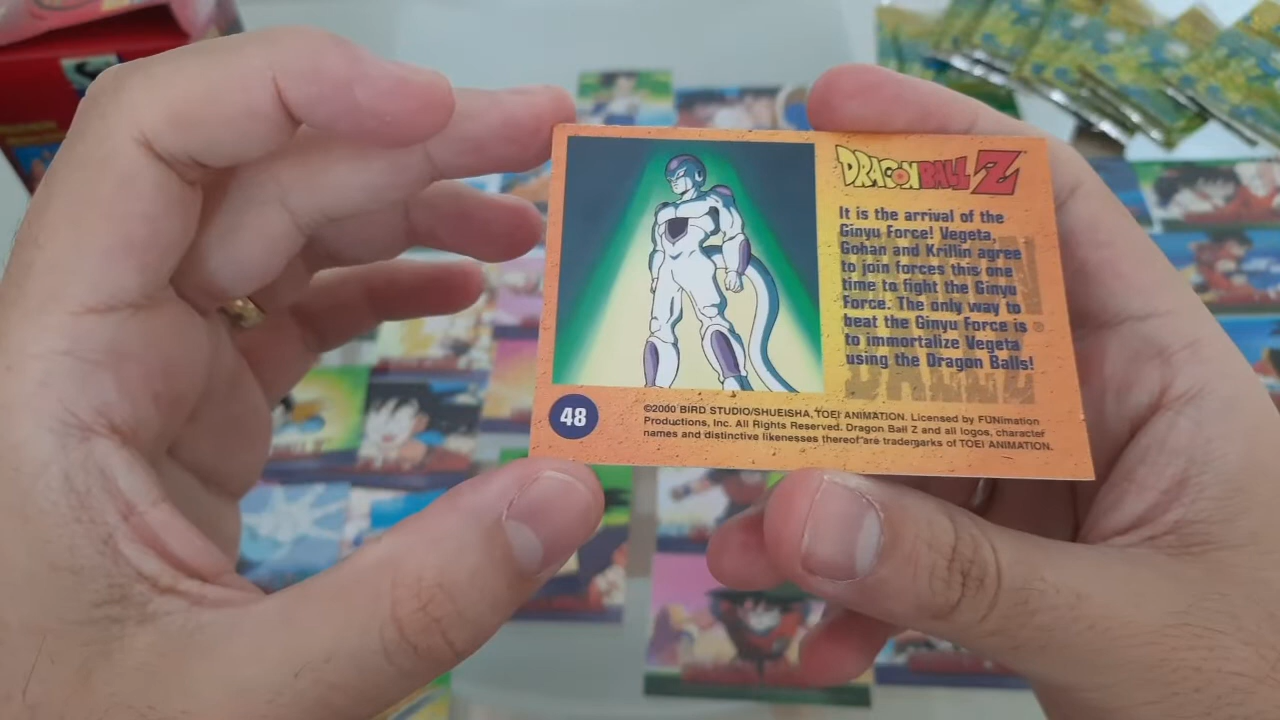 DRAGON BALL Z
It is the arrival of the
Ginyu Force! Vegeta,
Gohan and Krillin agree
to join forces this one
time to fight the Ginyu
Force. The only way to
beat the Ginyu Force is
to immortalize Vegeta
using the Dragon Balls!
48
©2000 BIRD STUDIO/SHUEISHA, TOEI ANIMATION. Licensed by FUNimation
Productions, Inc. All Rights Reserved. Dragon Ball Z and all logos, character
names and distinctive likenesses thereof are trademarks of TOEI ANIMATION.